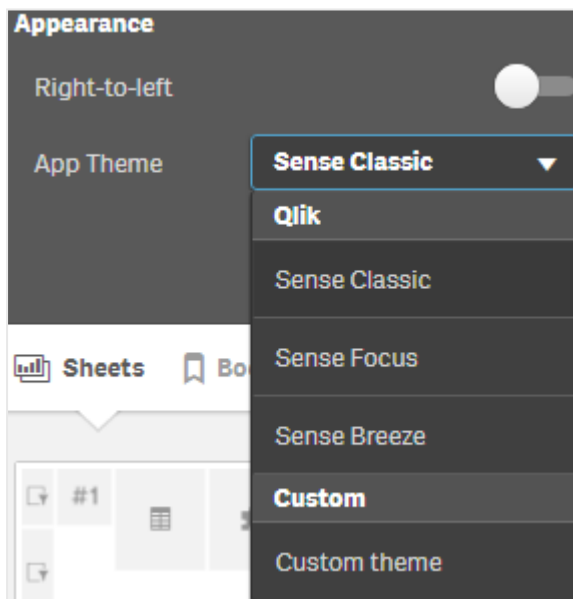 Appearance
Right-to-left
App Theme
Sense Classic
Qlik
Sense Classic
Sense Focus
Sense Breeze
Custom
Custom theme
Sheets
#1